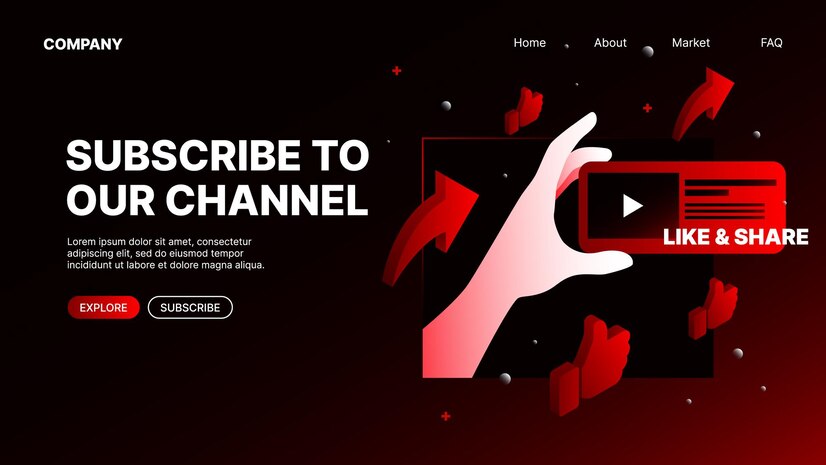 COMPANY
Home
About
Market
FAQ
SUBSCRIBE TO
OUR CHANNEL
Lorem ipsum dolor sit amet, consectetur
adipiscing elit, sed do eiusmod tempor
incididunt ut labore et dolore magna aliqua.
EXPLORE
SUBSCRIBE
LIKE & SHARE